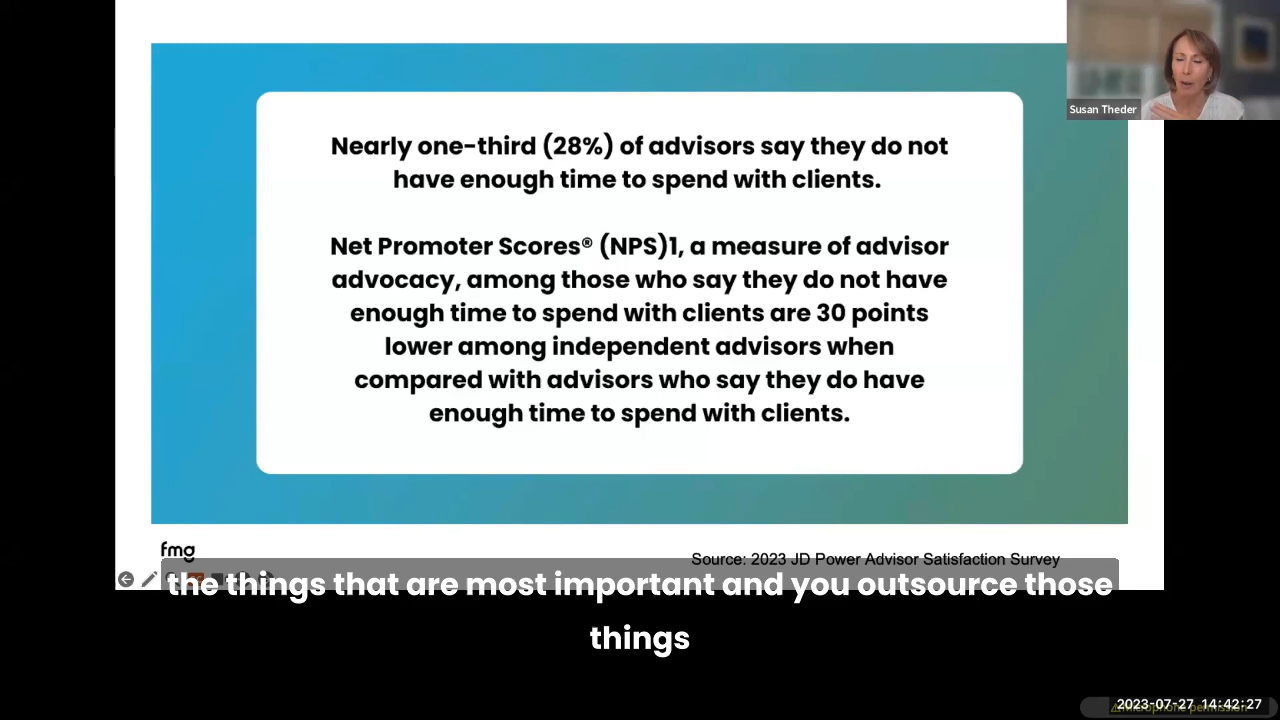 Susan Theder
Nearly one-third (28%) of advisors say they do not
have enough time to spend with clients.
Net Promoter Scores® (NPS)1, a measure of advisor
advocacy, among those who say they do not have
enough time to spend with clients are 30 points
lower among independent advisors when
compared with advisors who say they do have
enough time to spend with clients.
fmg
Source: 2023 JD Power Advisor Satisfaction Survey
the things that are most important and you outsource those
things
2023-07-27 14:42:27